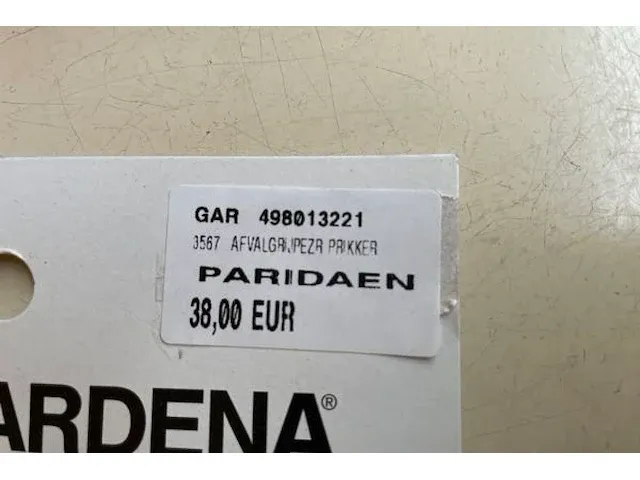 GAR 498013221
3567 AFVALGRIJPEZR PRIKKER
PARIDAEN
38,00 EUR
ARDENA®